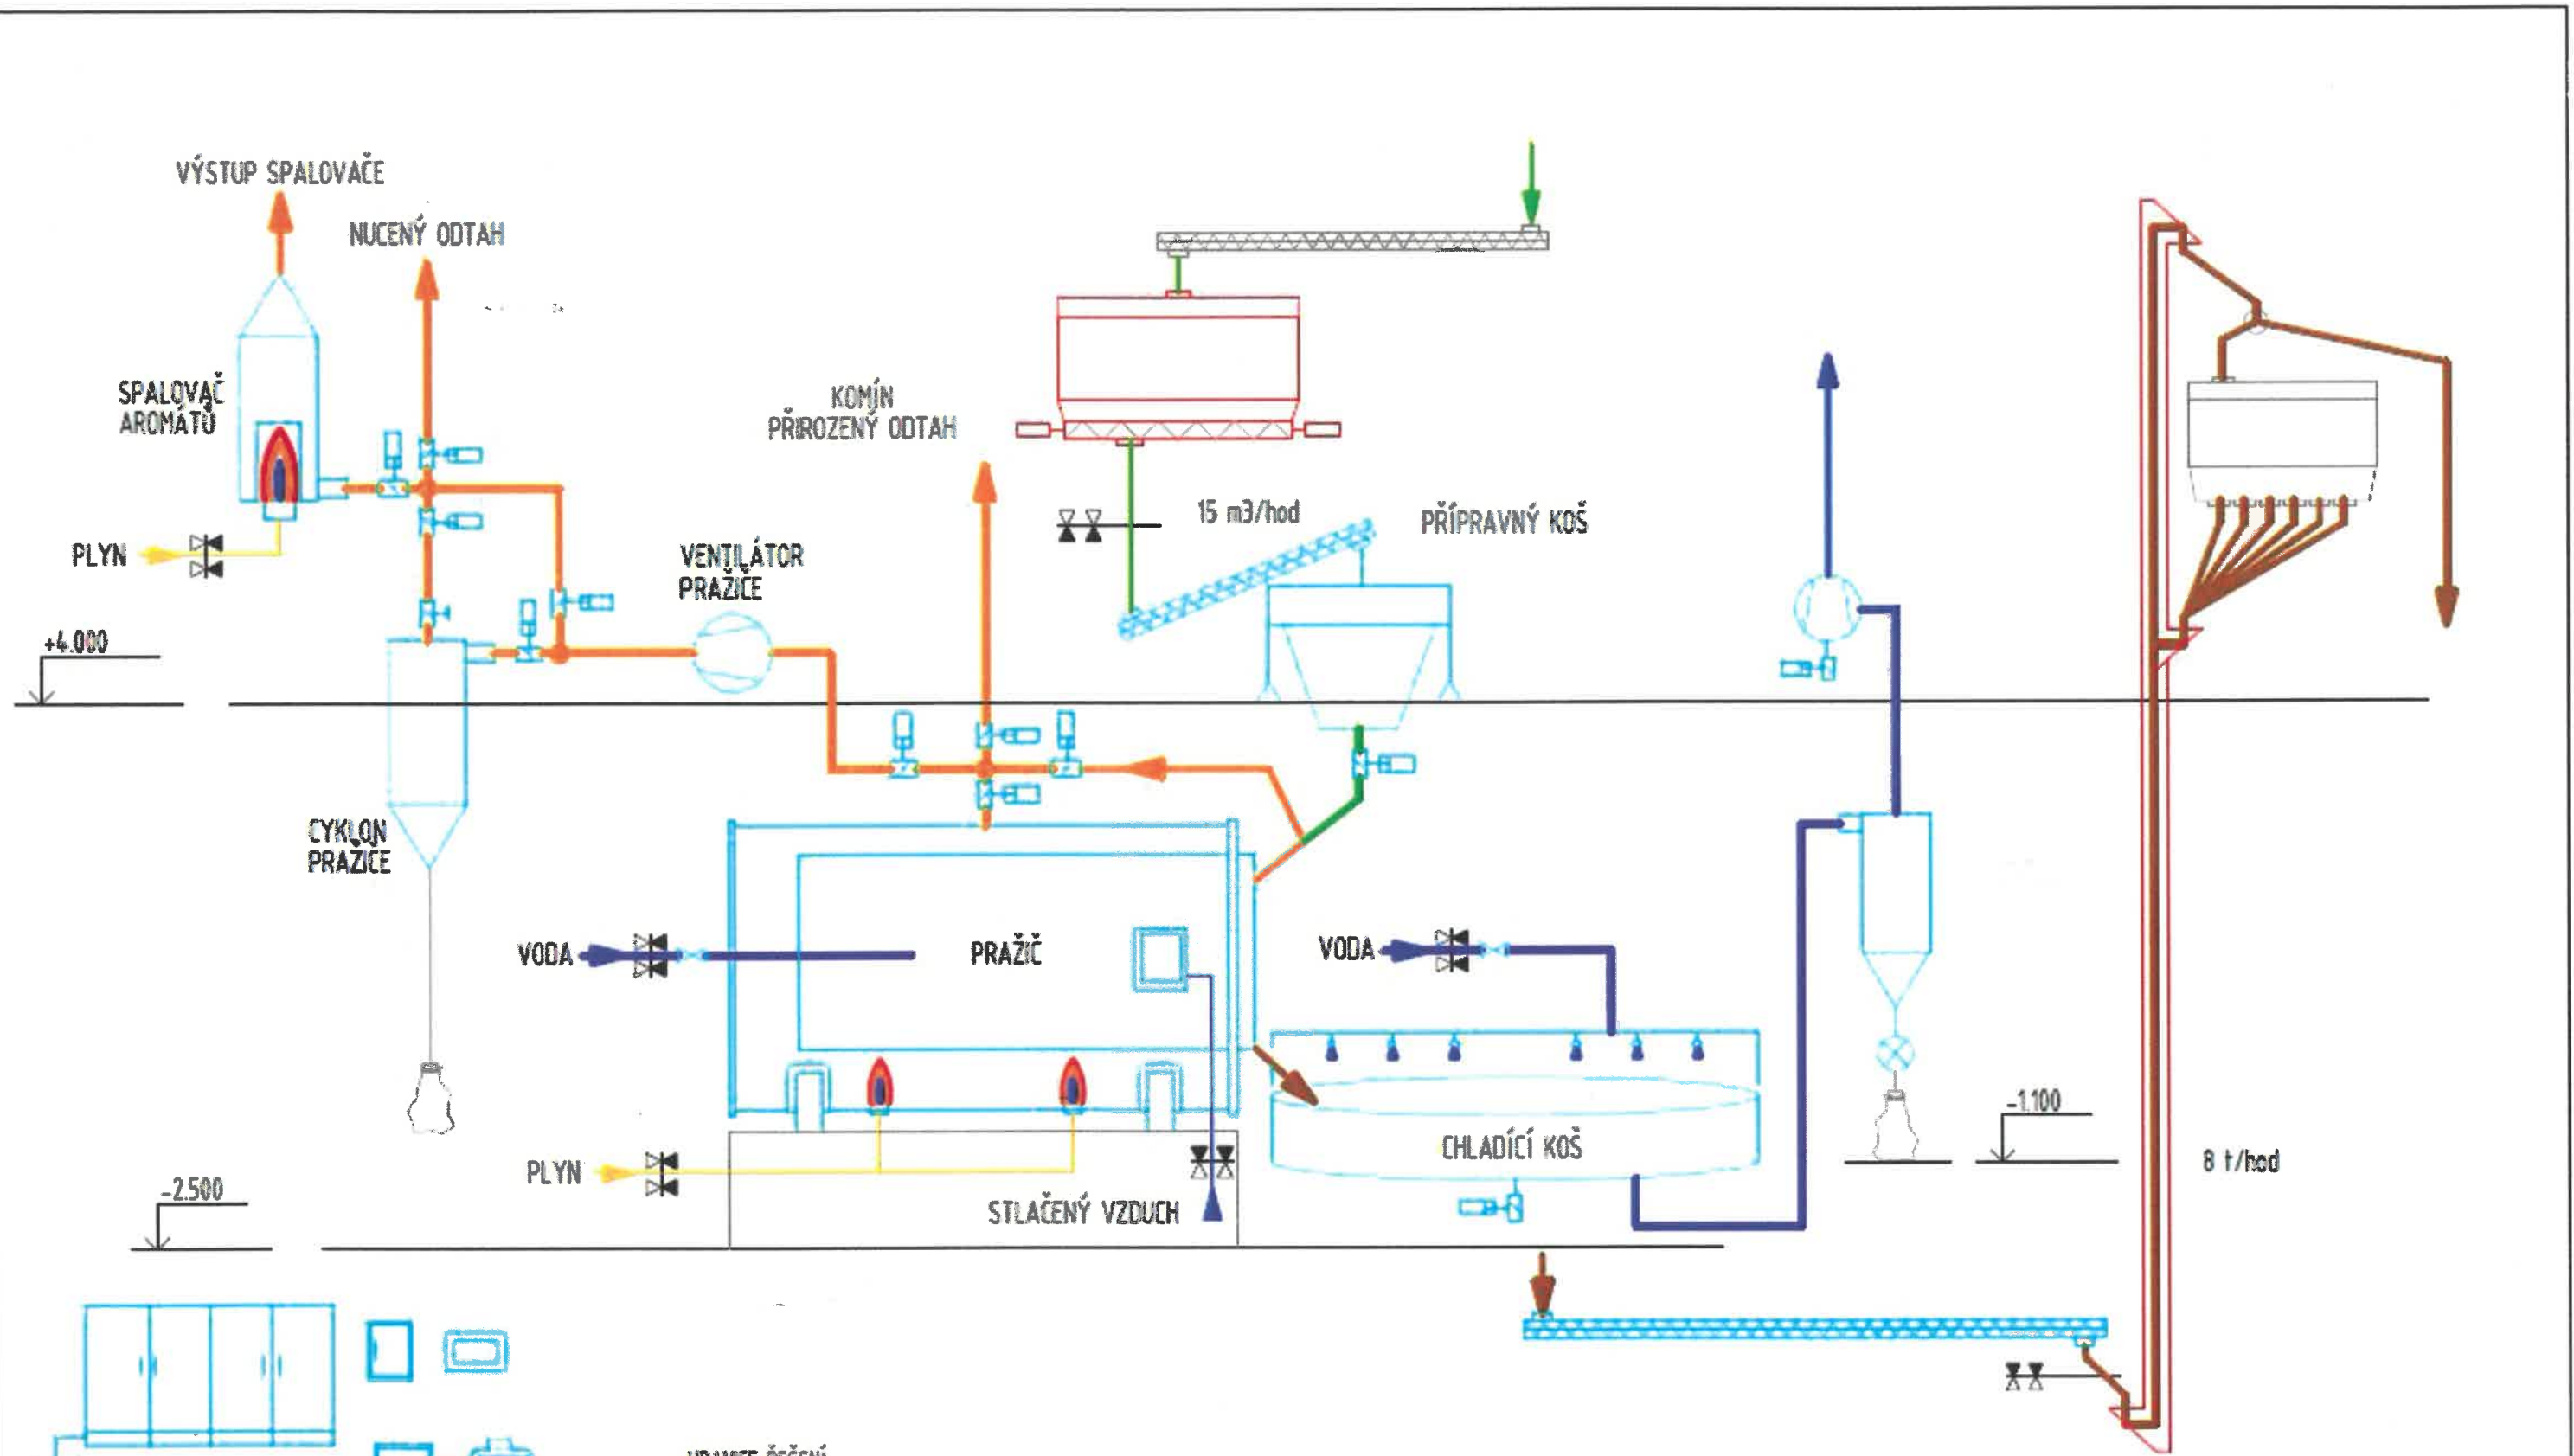 VÝSTUP SPALOVAČE
NUCENÝ ODTAH
SPALOVAČ
AROMÁTŮ
PLYN
KOMÍN
PŘIROZENÝ ODTAH
15 m3/hod
PŘÍPRAVNÝ KOŠ
VENTILÁTOR
PRAŽIČE
+4.000
CYKLON
PRAŽIČE
VODA
PRAŽIČ
VODA
CHLADÍCÍ KOŠ
-1.100
8 t/hod
PLYN
STLAČENÝ VZDUCH
-2.500